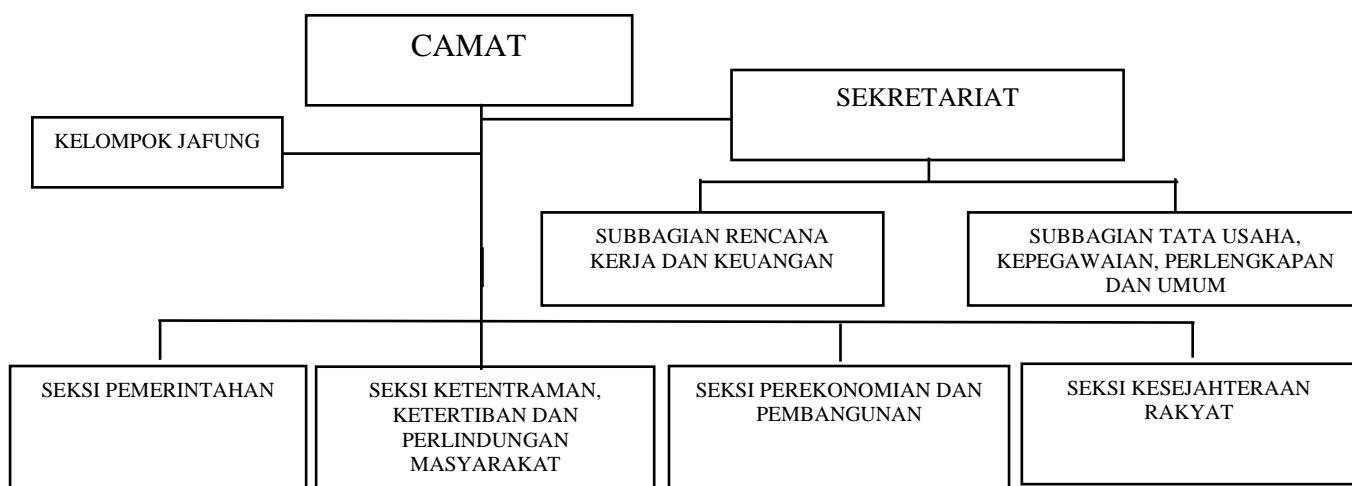 CAMAT
SEKRETARIAT
KELOMPOK JAFUNG
SUBBAGIAN RENCANA
KERJA DAN KEUANGAN
SUBBAGIAN TATA USAHA,
KEPEGAWAIAN, PERLENGKAPAN
DAN UMUM
SEKSI PEMERINTAHAN
SEKSI KETENTRAMAN,
KETERTIBAN DAN
PERLINDUNGAN
MASYARAKAT
SEKSI PEREKONOMIAN DAN
PEMBANGUNAN
SEKSI KESEJAHTERAAN
RAKYAT